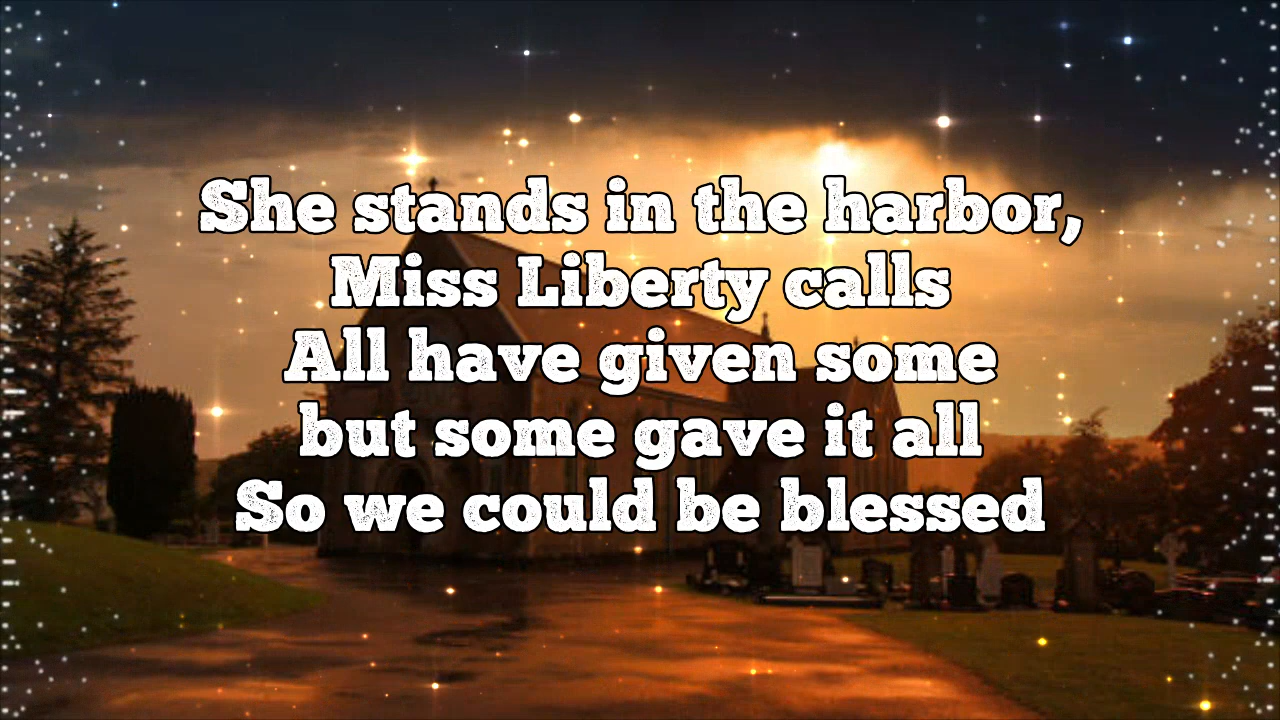 She stands in the harbor,
Miss Liberty calls
All have given some
but some gave it all
So we could be blessed